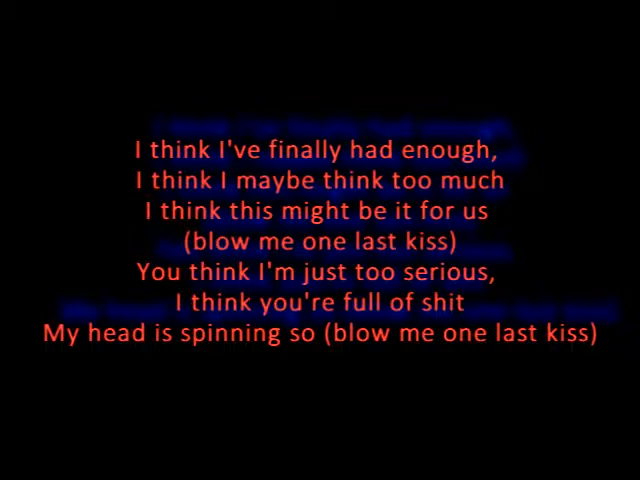 I think I've finally had enough,
I think I maybe think too much
I think this might be it for us
(blow me one last kiss)
You think I'm just too serious,
I think you're full of shit
My head is spinning so (blow me one last kiss)